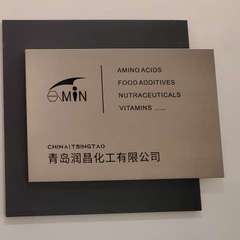 AMIN
AMINO ACIDS
FOOD ADDITIVES
NUTRACEUTICALS
VITAMINS ......
CHINA|TSINGTAO
青岛润昌化工有限公司